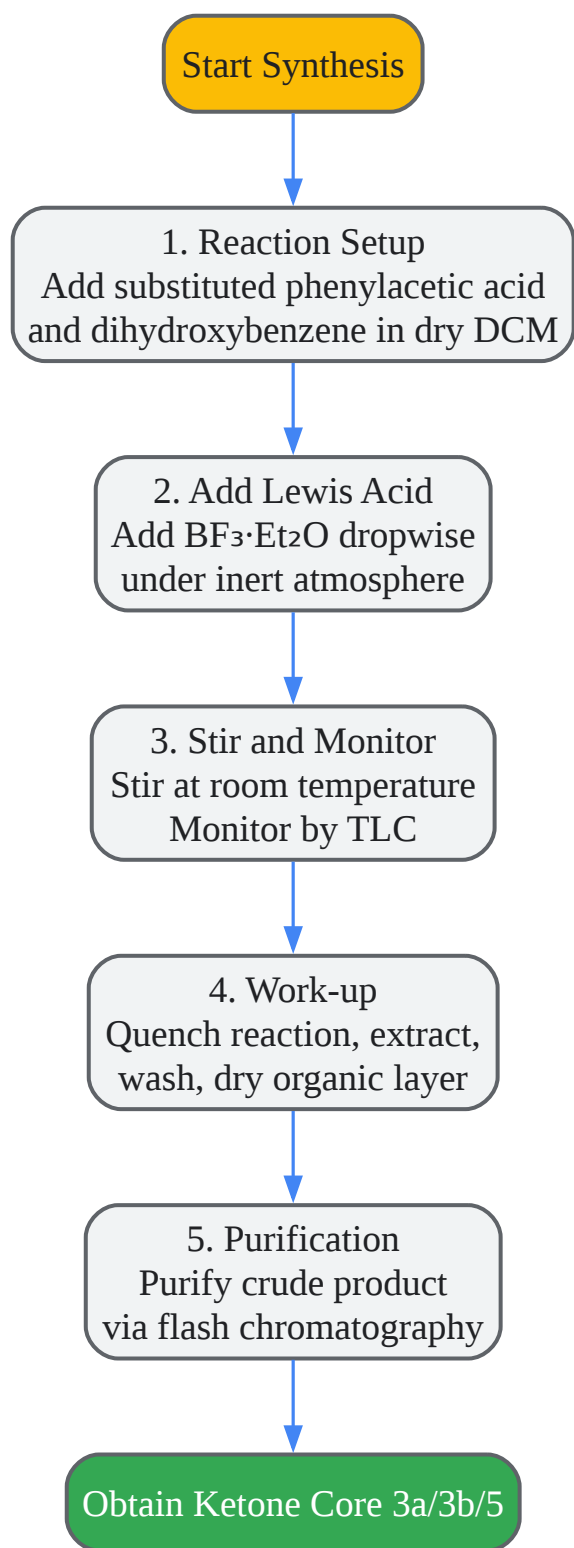 Start Synthesis
1. Reaction Setup
Add substituted phenylacetic acid
and dihydroxybenzene in dry DCM
2. Add Lewis Acid
Add BF₃·Et₂O dropwise
under inert atmosphere
3. Stir and Monitor
Stir at room temperature
Monitor by TLC
4. Work-up
Quench reaction, extract,
wash, dry organic layer
5. Purification
Purify crude product
via flash chromatography
Obtain Ketone Core 3a/3b/5